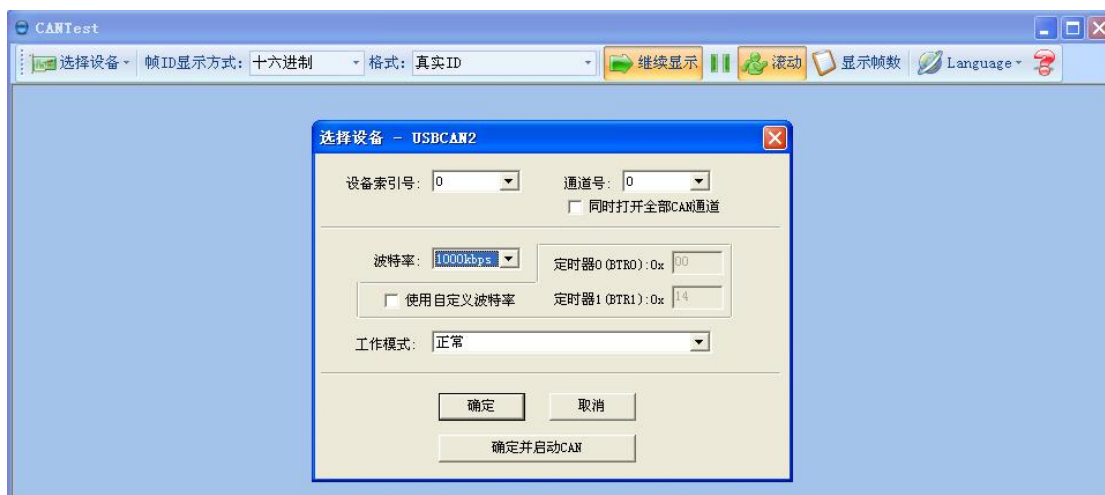 CANTest
选择设备 帧ID显示方式: 十六进制 格式: 真实ID 继续显示 滚动 显示帧数 Language
选择设备 - USBCAN2
设备索引号: 0 通道号: 0
同时打开全部CAN通道
波特率: 1000kbps 定时器0(BTR0):0x 00
使用自定义波特率 定时器1(BTR1):0x 14
工作模式: 正常
确定 取消
确定并启动CAN